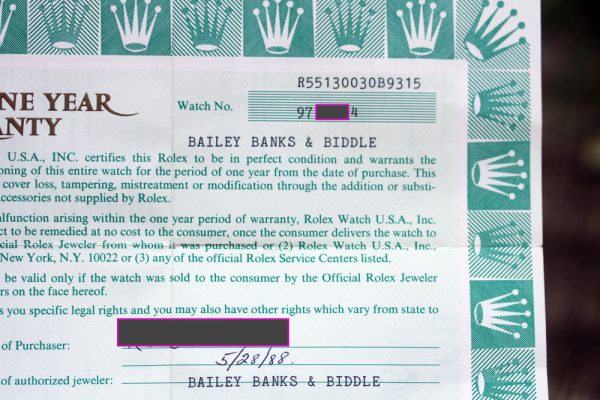 R55130030B9315
NE YEAR
Watch No. 97 4
ANTY
BAILEY BANKS & BIDDLE
U.S.A., INC. certifies this Rolex to be in perfect condition and warrants the
oning of this entire watch for the period of one year from the date of purchase. This
cover loss, tampering, mistreatment or modification through the addition or substi-
accessories not supplied by Rolex.
alfunction arising within the one year period of warranty, Rolex Watch U.S.A., Inc.
ct to be remedied at no cost to the consumer, once the consumer delivers the watch to
cial Rolex Jeweler from whom it was purchased or (2) Rolex Watch U.S.A., Inc.,
New York, N.Y. 10022 or (3) any of the official Rolex Service Centers listed.
be valid only if the watch was sold to the consumer by the Official Rolex Jeweler
rs on the face hereof.
s you specific legal rights and you may also have other rights which vary from state to
of Purchaser:
5/28/88.
of authorized jeweler: BAILEY BANKS & BIDDLE